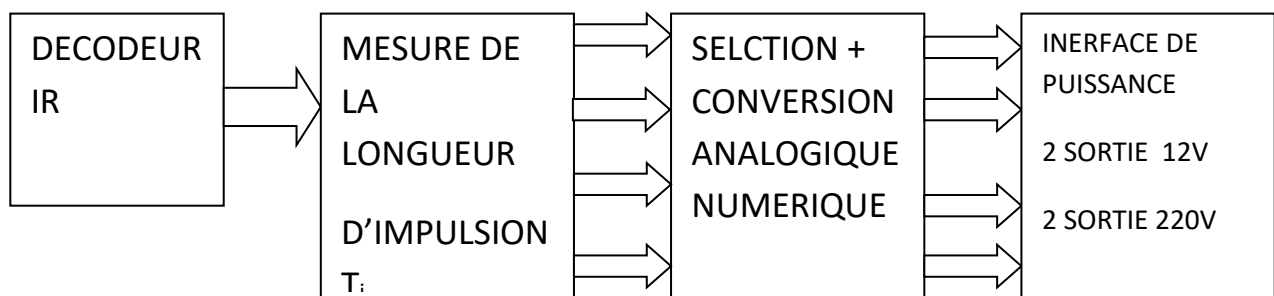 DECODEUR
IR
MESURE DE
LA
LONGUEUR
D’IMPULSION
Ti
SELCTION +
CONVERSION
ANALOGIQUE
NUMERIQUE
INERFACE DE
PUISSANCE
2 SORTIE 12V
2 SORTIE 220V